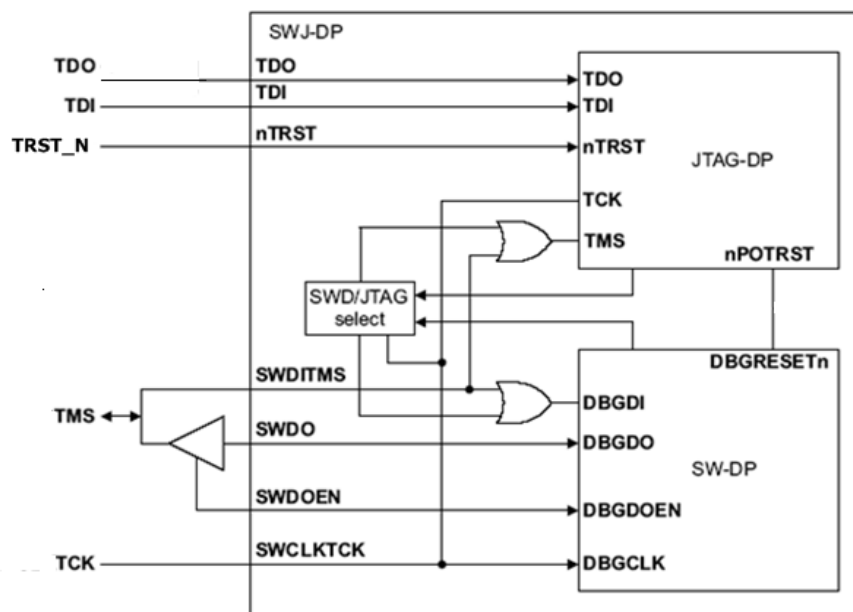 SWJ-DP
TDO
TDO
TDO
TDI
TDI
TDI
TRST_N
nTRST
nTRST
JTAG-DP
TCK
TMS
nPOTRST
SWD/JTAG
select
DBGRESETn
SWDITMS
DBGDI
TMS
SWDO
DBGDO
SW-DP
SWDOEN
DBGDOEN
TCK
SWCLKTCK
DBGCLK